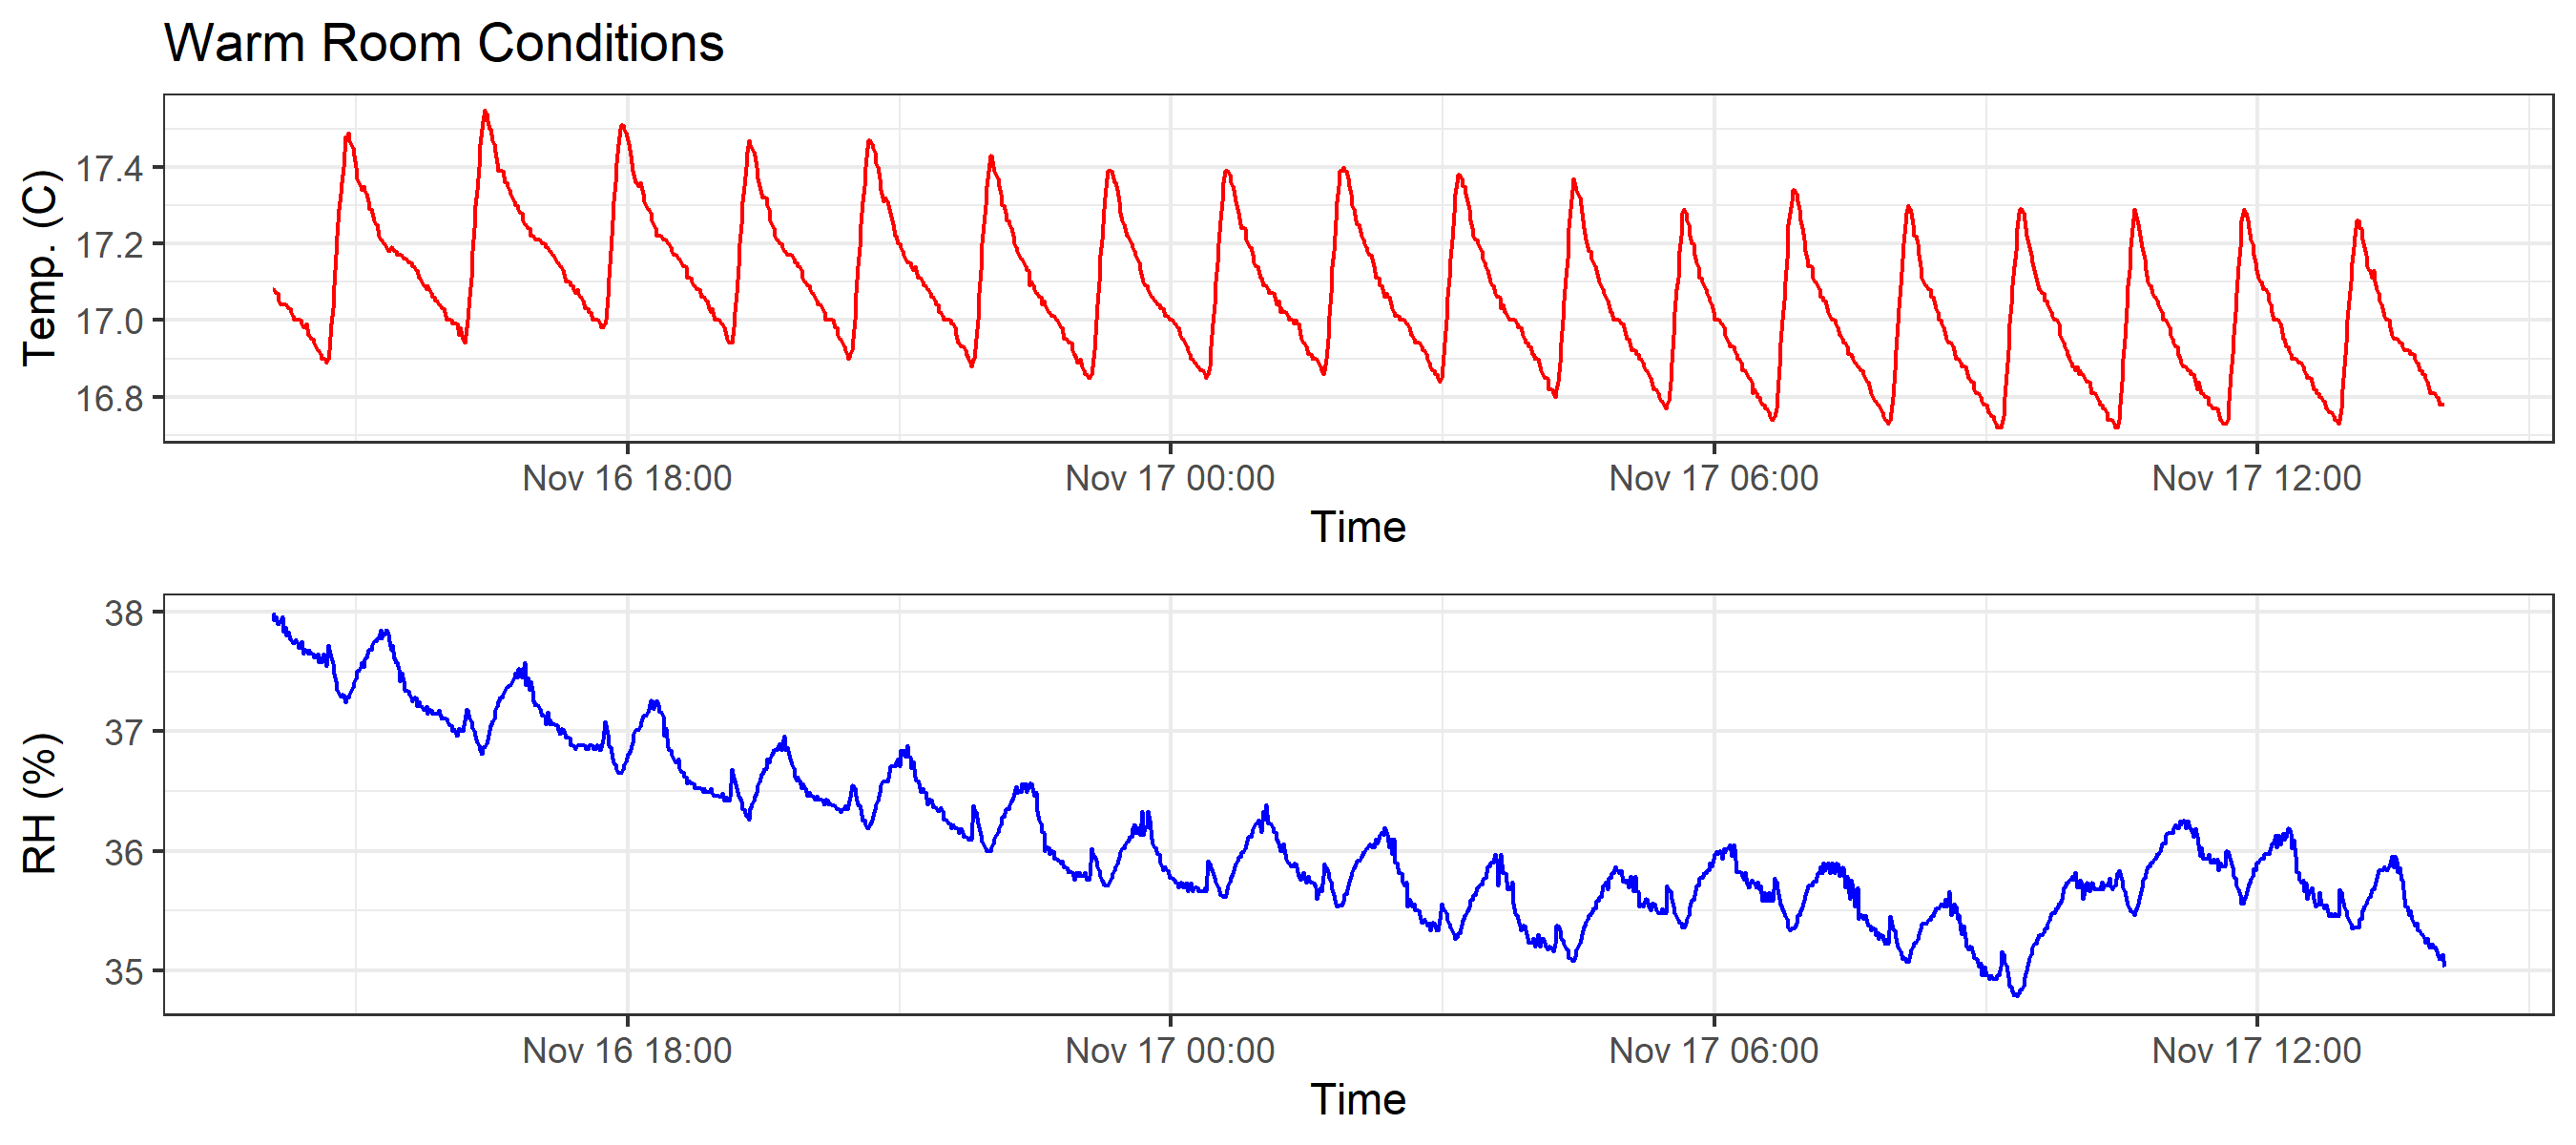 Warm Room Conditions
Temp. (C)
17.4
17.2
17.0
16.8
Nov 16 18:00 Nov 17 00:00 Nov 17 06:00 Nov 17 12:00
Time
RH (%)
38
37
36
35
Nov 16 18:00 Nov 17 00:00 Nov 17 06:00 Nov 17 12:00
Time